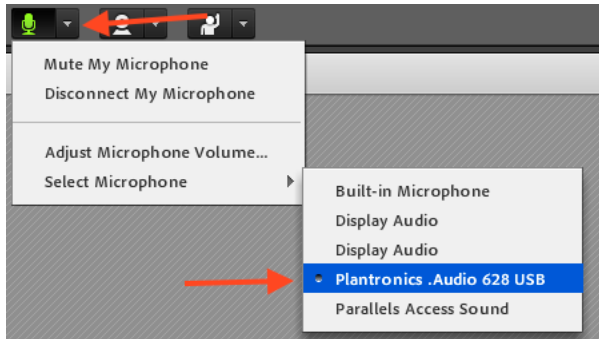 Mute My Microphone
Disconnect My Microphone
Adjust Microphone Volume...
Select Microphone
Built-in Microphone
Display Audio
Display Audio
Plantronics .Audio 628 USB
Parallels Access Sound